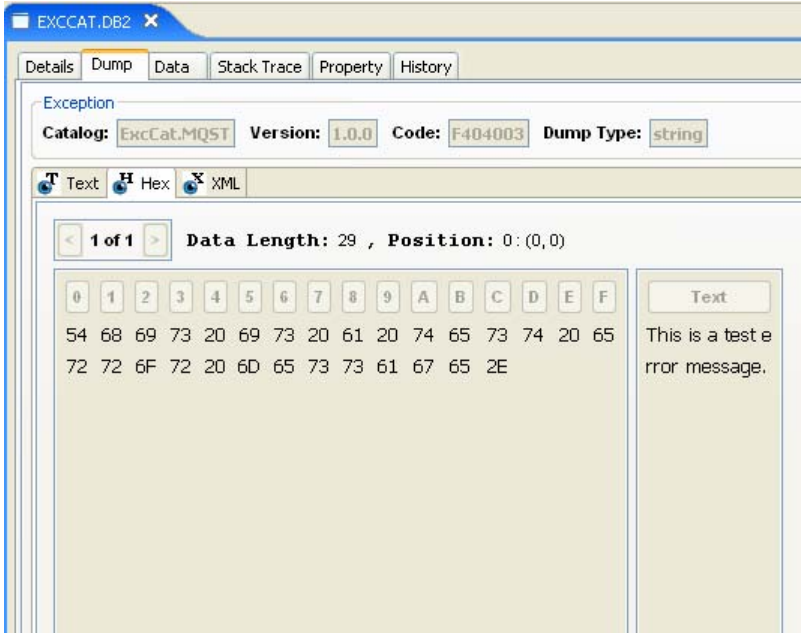 EXCCAT.DB2
Details Dump Data Stack Trace Property History
Exception
Catalog: ExcCat.MQST Version: 1.0.0 Code: F404003 Dump Type: string
T Text H Hex X XML
< 1 of 1 > Data Length: 29 , Position: 0:(0,0)
0 1 2 3 4 5 6 7 8 9 A B C D E F Text
54 68 69 73 20 69 73 20 61 20 74 65 73 74 20 65 This is a test e
72 72 6F 72 20 6D 65 73 73 61 67 65 2E rror message.